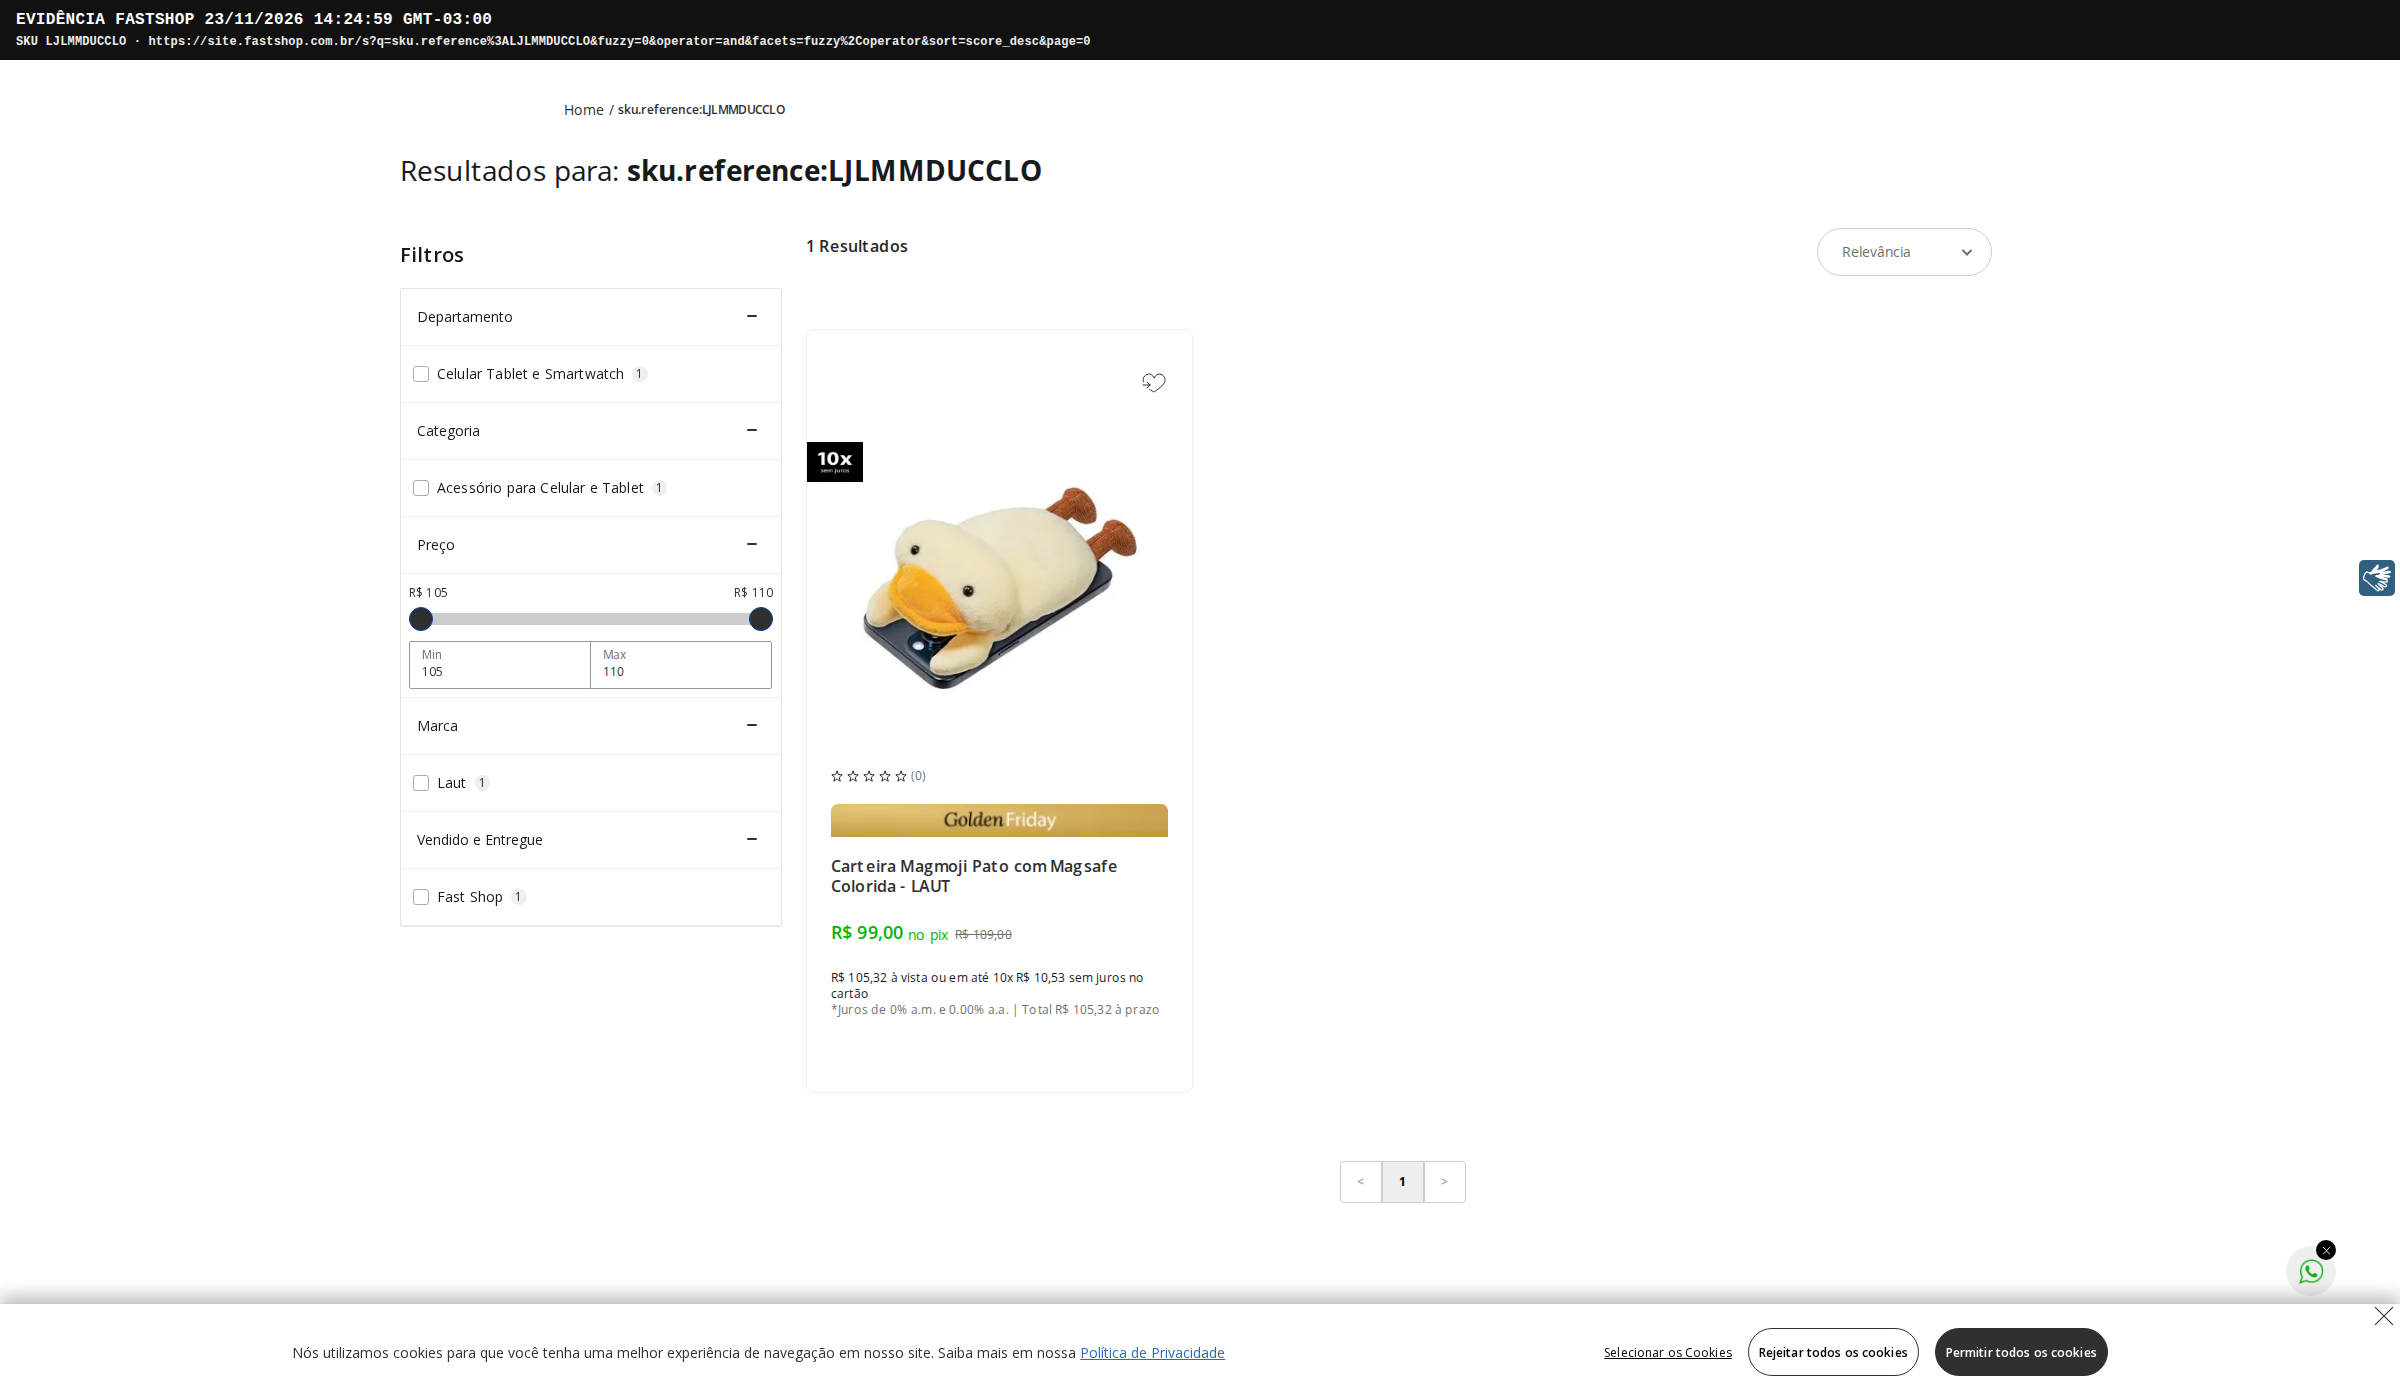 EVIDÊNCIA FASTSHOP 23/11/2026 14:24:59 GMT-03:00
SKU LJLMMDUCCLO · https://site.fastshop.com.br/s?q=sku.reference%3ALJLMMDUCCLO&fuzzy=0&operator=and&facets=fuzzy%2Coperator&sort=score_desc&page=0
Home / sku.reference:LJLMMDUCCLO
Resultados para: sku.reference:LJLMMDUCCLO
Filtros
1 Resultados
Relevância
Departamento
Celular Tablet e Smartwatch 1
Categoria
Acessório para Celular e Tablet 1
Preço
R$ 105 R$ 110
Min Max
105 110
Marca
Laut 1
Vendido e Entregue
Fast Shop 1
10x
sem juros
(0)
Golden Friday
Carteira Magmoji Pato com Magsafe
Colorida - LAUT
R$ 99,00 no pix R$ 109,00
R$ 105,32 à vista ou em até 10x R$ 10,53 sem juros no
cartão
*Juros de 0% a.m. e 0.00% a.a. | Total R$ 105,32 à prazo
< 1 >
Nós utilizamos cookies para que você tenha uma melhor experiência de navegação em nosso site. Saiba mais em nossa Política de Privacidade
Selecionar os Cookies
Rejeitar todos os cookies
Permitir todos os cookies